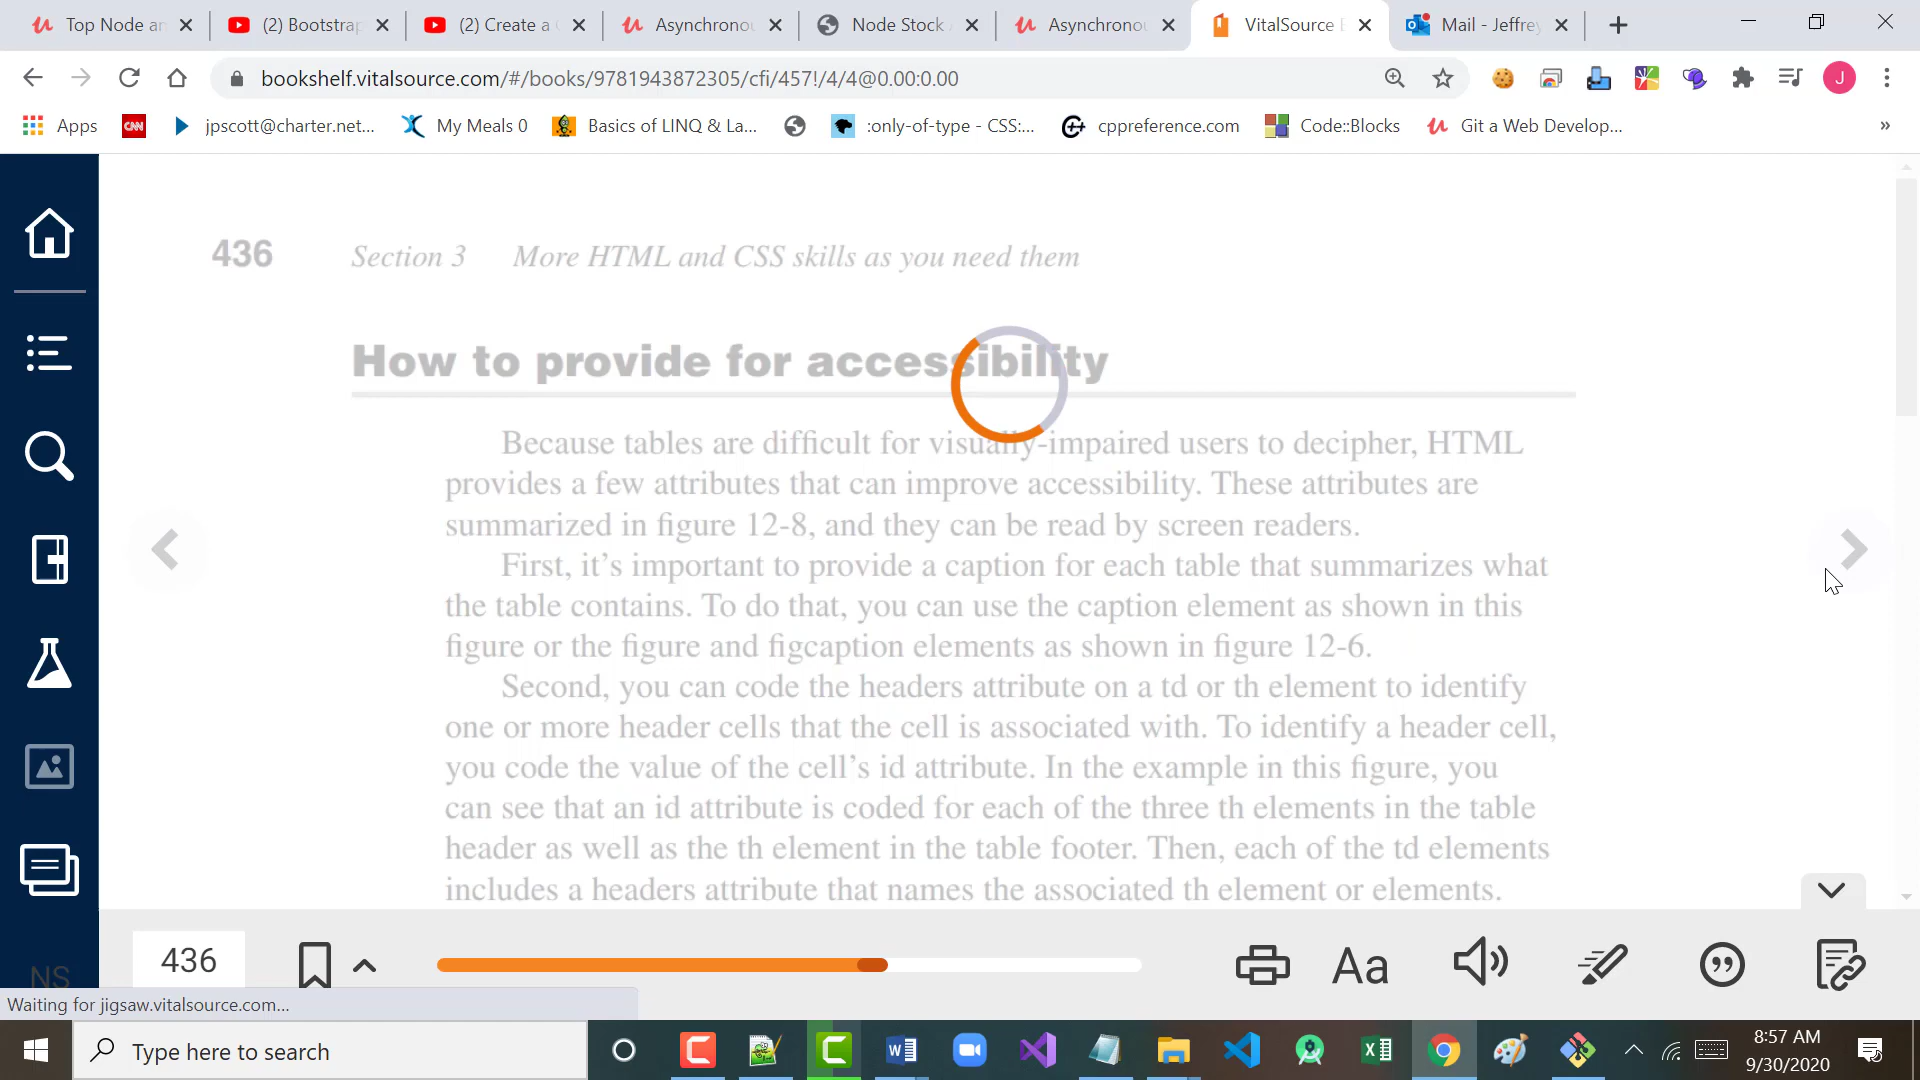 Top Node an
(2) Bootstrap
(2) Create a
Asynchrono
Node Stock
Asynchrono
VitalSource
Mail - Jeffrey
bookshelf.vitalsource.com/#/books/9781943872305/cfi/457!/4/4@0.00:0.00
J
Apps
CNN
jpscott@charter.net...
My Meals 0
Basics of LINQ & La...
:only-of-type - CSS:...
cppreference.com
Code::Blocks
Git a Web Develop...
»
436 Section 3 More HTML and CSS skills as you need them
How to provide for accessibility
Because tables are difficult for visually-impaired users to decipher, HTML
provides a few attributes that can improve accessibility. These attributes are
summarized in figure 12-8, and they can be read by screen readers.
First, it’s important to provide a caption for each table that summarizes what
the table contains. To do that, you can use the caption element as shown in this
figure or the figure and figcaption elements as shown in figure 12-6.
Second, you can code the headers attribute on a td or th element to identify
one or more header cells that the cell is associated with. To identify a header cell,
you code the value of the cell’s id attribute. In the example in this figure, you
can see that an id attribute is coded for each of the three th elements in the table
header as well as the th element in the table footer. Then, each of the td elements
includes a headers attribute that names the associated th element or elements.
NS
436
Aa
Waiting for jigsaw.vitalsource.com...
Type here to search
8:57 AM
9/30/2020